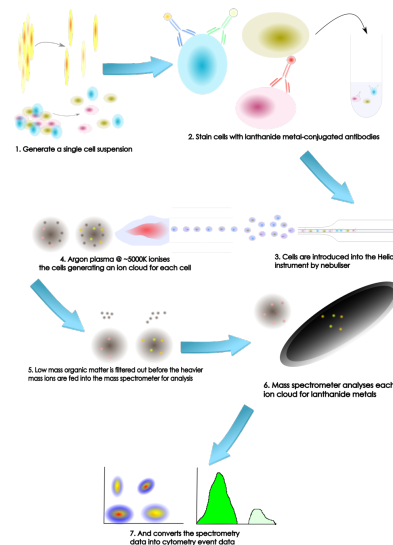 1. Generate a single cell suspension
2. Stain cells with lanthanide metal-conjugated antibodies
3. Cells are introduced into the Helio
instrument by nebuliser
4. Argon plasma @ ~5000K ionises
the cells generating an ion cloud for each cell
5. Low mass organic matter is filtered out before the heavier
mass ions are fed into the mass spectrometer for analysis
6. Mass spectrometer analyses each
ion cloud for lanthanide metals
7. And converts the spectrometry
data into cytometry event data